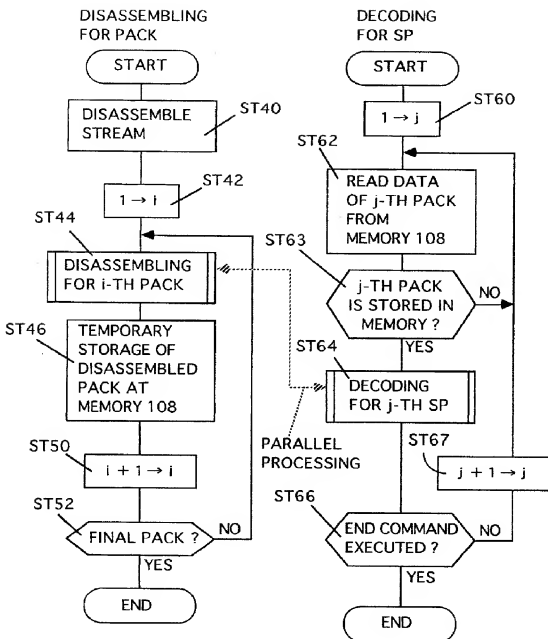 DISASSEMBLING
FOR PACK
START
DISASSEMBLE
STREAM
ST40
1 → i
ST42
ST44
DISASSEMBLING
FOR i-TH PACK
ST46
TEMPORARY
STORAGE OF
DISASSEMBLED
PACK AT
MEMORY 108
ST50
i + 1 → i
ST52
FINAL PACK ?
NO
YES
END
PARALLEL
PROCESSING
DECODING
FOR SP
START
ST60
1 → j
ST62
READ DATA
OF j-TH PACK
FROM
MEMORY 108
ST63
j-TH PACK
IS STORED IN
MEMORY ?
NO
YES
ST64
DECODING
FOR j-TH SP
ST67
j + 1 → j
ST66
END COMMAND
EXECUTED ?
NO
YES
END